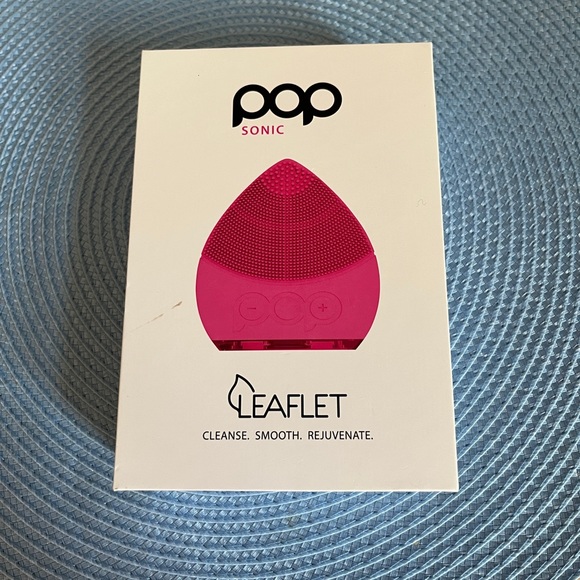 pop
SONIC
pop
LEAFLET
CLEANSE. SMOOTH. REJUVENATE.